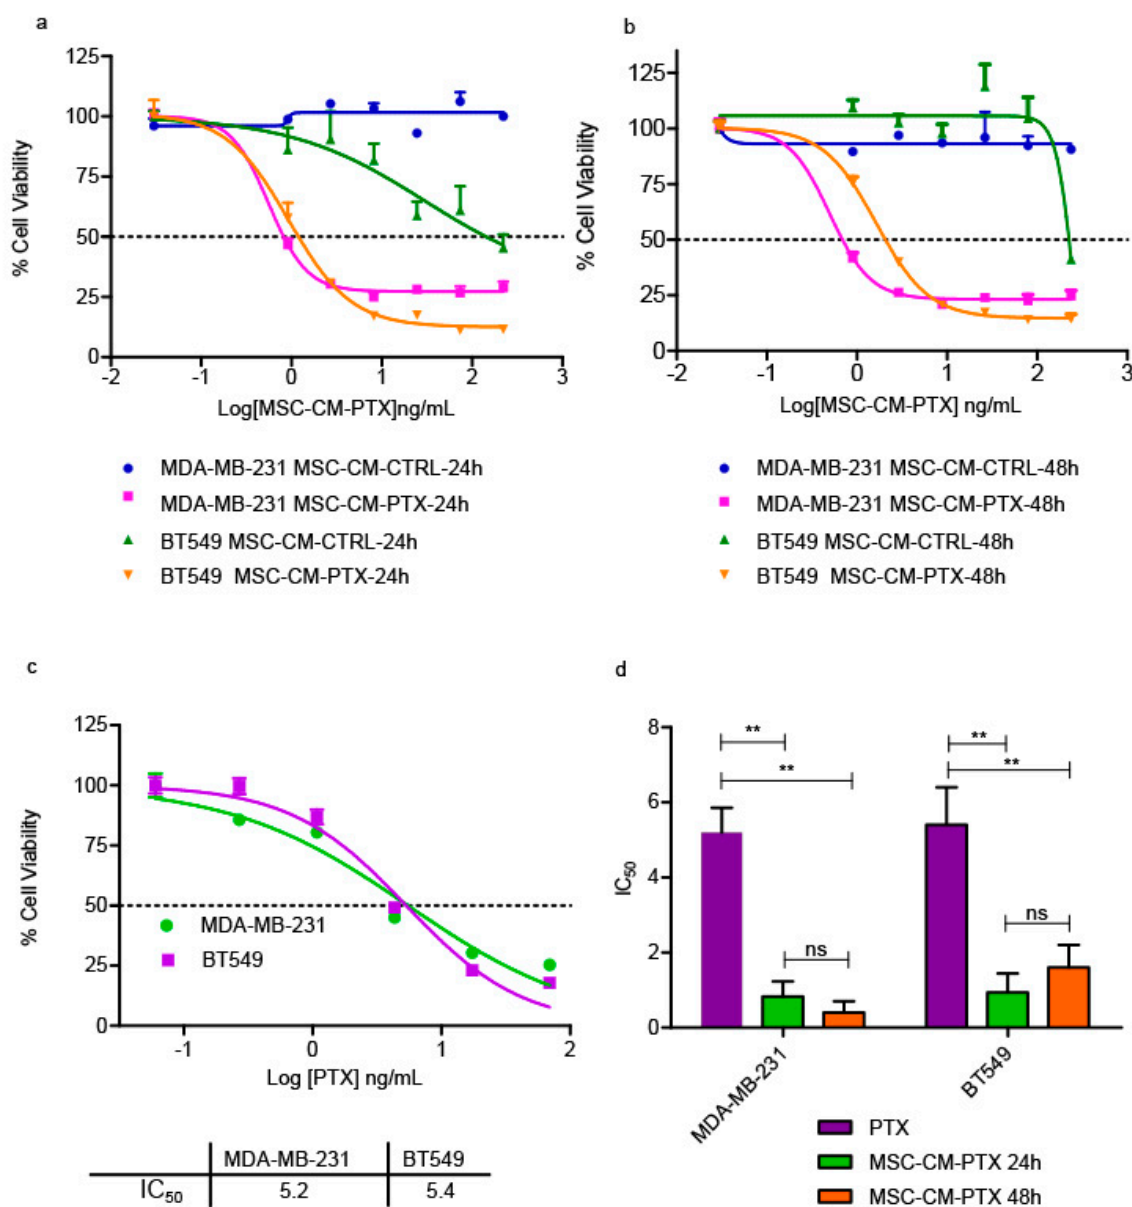 a
125
100
75
50
25
0
% Cell Viability
-2 -1 0 1 2 3
Log[MSC-CM-PTX]ng/mL
MDA-MB-231 MSC-CM-CTRL-24h
MDA-MB-231 MSC-CM-PTX-24h
BT549 MSC-CM-CTRL-24h
BT549 MSC-CM-PTX-24h
b
125
100
75
50
25
0
% Cell Viability
-2 -1 0 1 2 3
Log[MSC-CM-PTX] ng/mL
MDA-MB-231 MSC-CM-CTRL-48h
MDA-MB-231 MSC-CM-PTX-48h
BT549 MSC-CM-CTRL-48h
BT549 MSC-CM-PTX-48h
c
125
100
75
50
25
0
% Cell Viability
MDA-MB-231
BT549
-1 0 1 2
Log [PTX] ng/mL
MDA-MB-231 BT549
IC50 5.2 5.4
d
8
6
4
2
0
IC50
**
**
ns
**
**
ns
MDA-MB-231
BT549
PTX
MSC-CM-PTX 24h
MSC-CM-PTX 48h